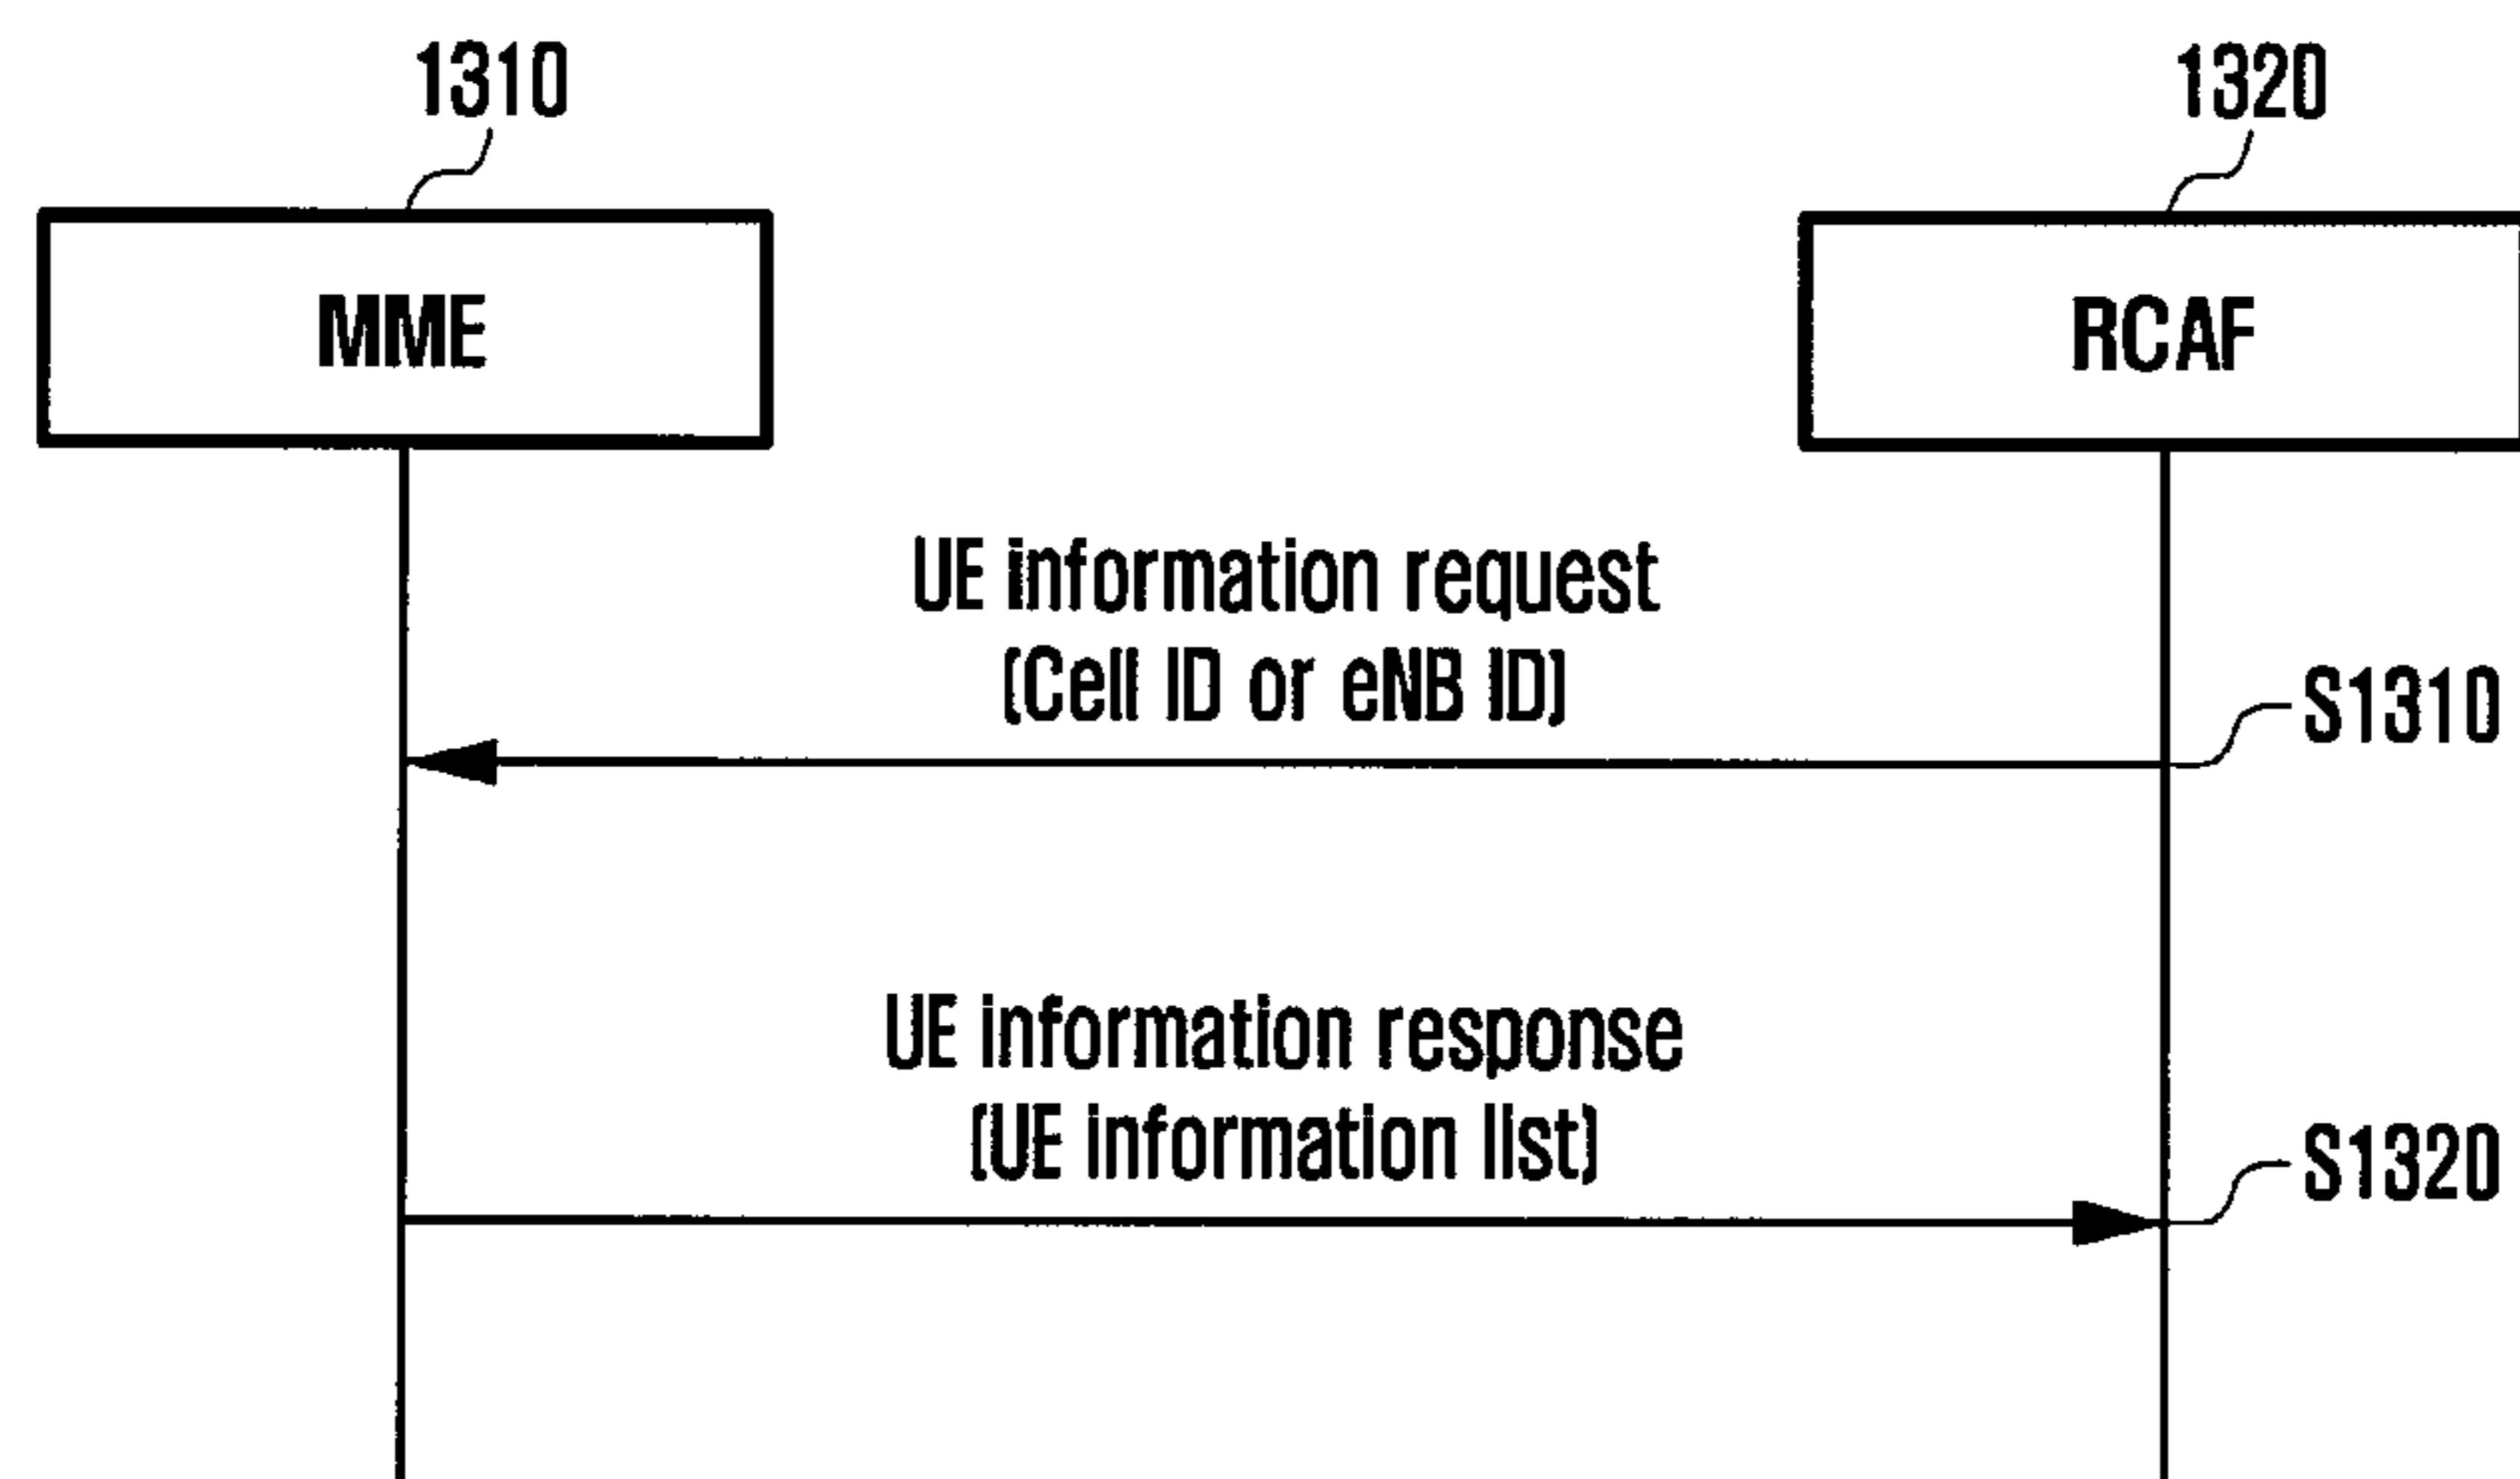 1310
1320
MME
RCAF
UE information request
(Cell ID or eNB ID)
S1310
UE information response
(UE information list)
S1320